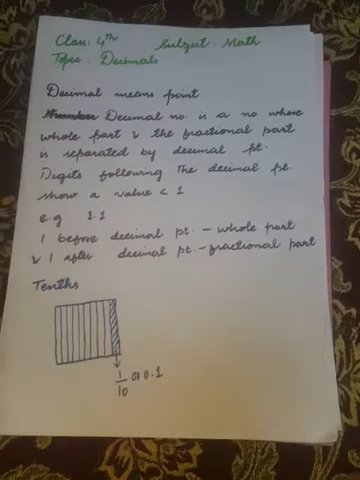 Class: 4th Subject: Math
Topic: Decimals
Decimal means point
Decimal no. is a no whose
whole part & the fractional part
is separated by decimal pt.
Digits following the decimal pt.
show a value < 1.
e.g 1.1
1 before decimal pt. - whole part
& 1 after decimal pt. - fractional part
Tenths
1/10 or 0.1